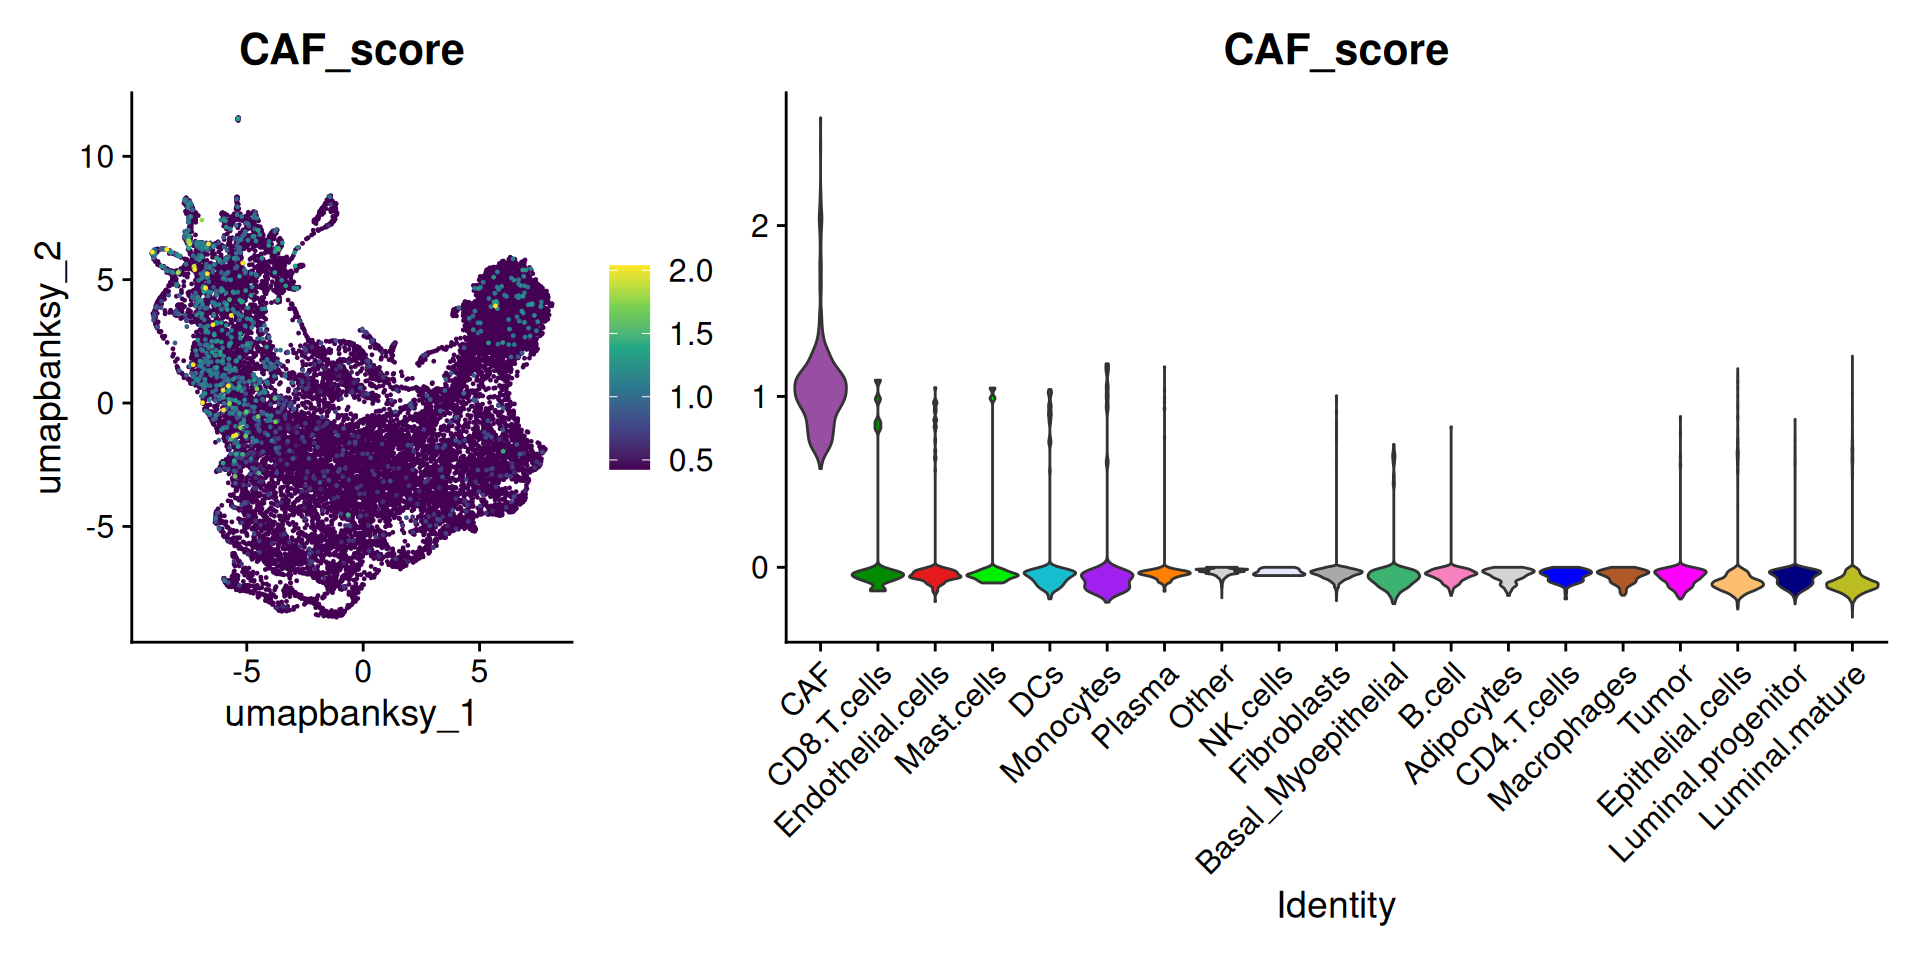 CAF_score
10
5
0
-5
umapbanksy_2
-5
0
5
umapbanksy_1
2.0
1.5
1.0
0.5
CAF_score
2
1
0
CAF
CD8.T.cells
Endothelial.cells
Mast.cells
DCs
Monocytes
Plasma
Other
NK.cells
Fibroblasts
Basal_Myoepithelial
B.cell
Adipocytes
CD4.T.cells
Macrophages
Tumor
Epithelial.cells
Luminal.progenitor
Luminal.mature
Identity